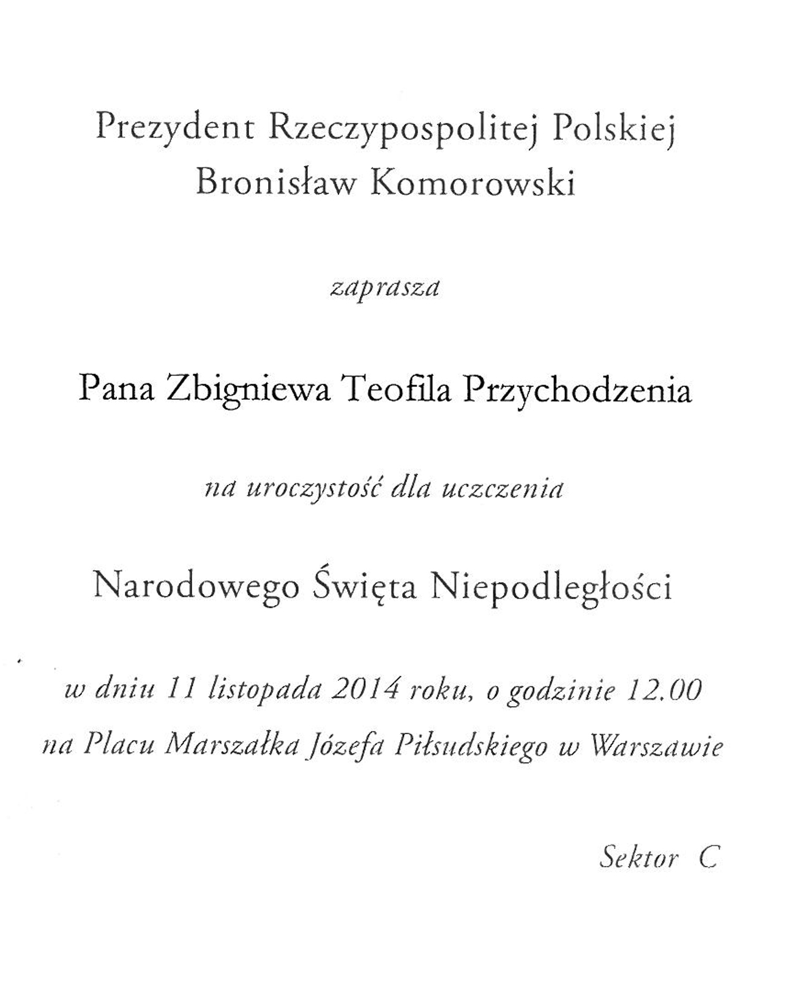 Prezydent Rzeczypospolitej Polskiej
Bronisław Komorowski
zaprasza
Pana Zbigniewa Teofila Przychodzenia
na uroczystość dla uczczenia
Narodowego Święta Niepodległości
w dniu 11 listopada 2014 roku, o godzinie 12.00
na Placu Marszałka Józefa Piłsudskiego w Warszawie
Sektor C